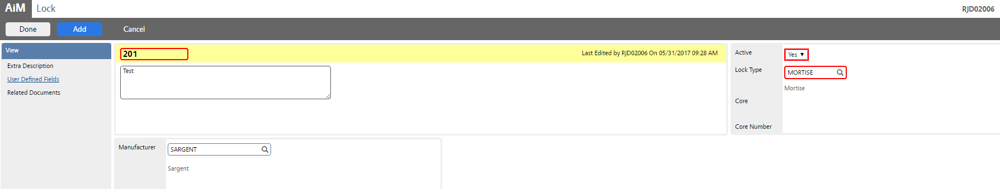 AiM Lock RJD02006
Done Add Cancel
View
Extra Description
User Defined Fields
Related Documents
201 Last Edited by RJD02006 On 05/31/2017 09:28 AM
Test
Active Yes
Lock Type MORTISE
Mortise
Core
Core Number
Manufacturer SARGENT
Sargent